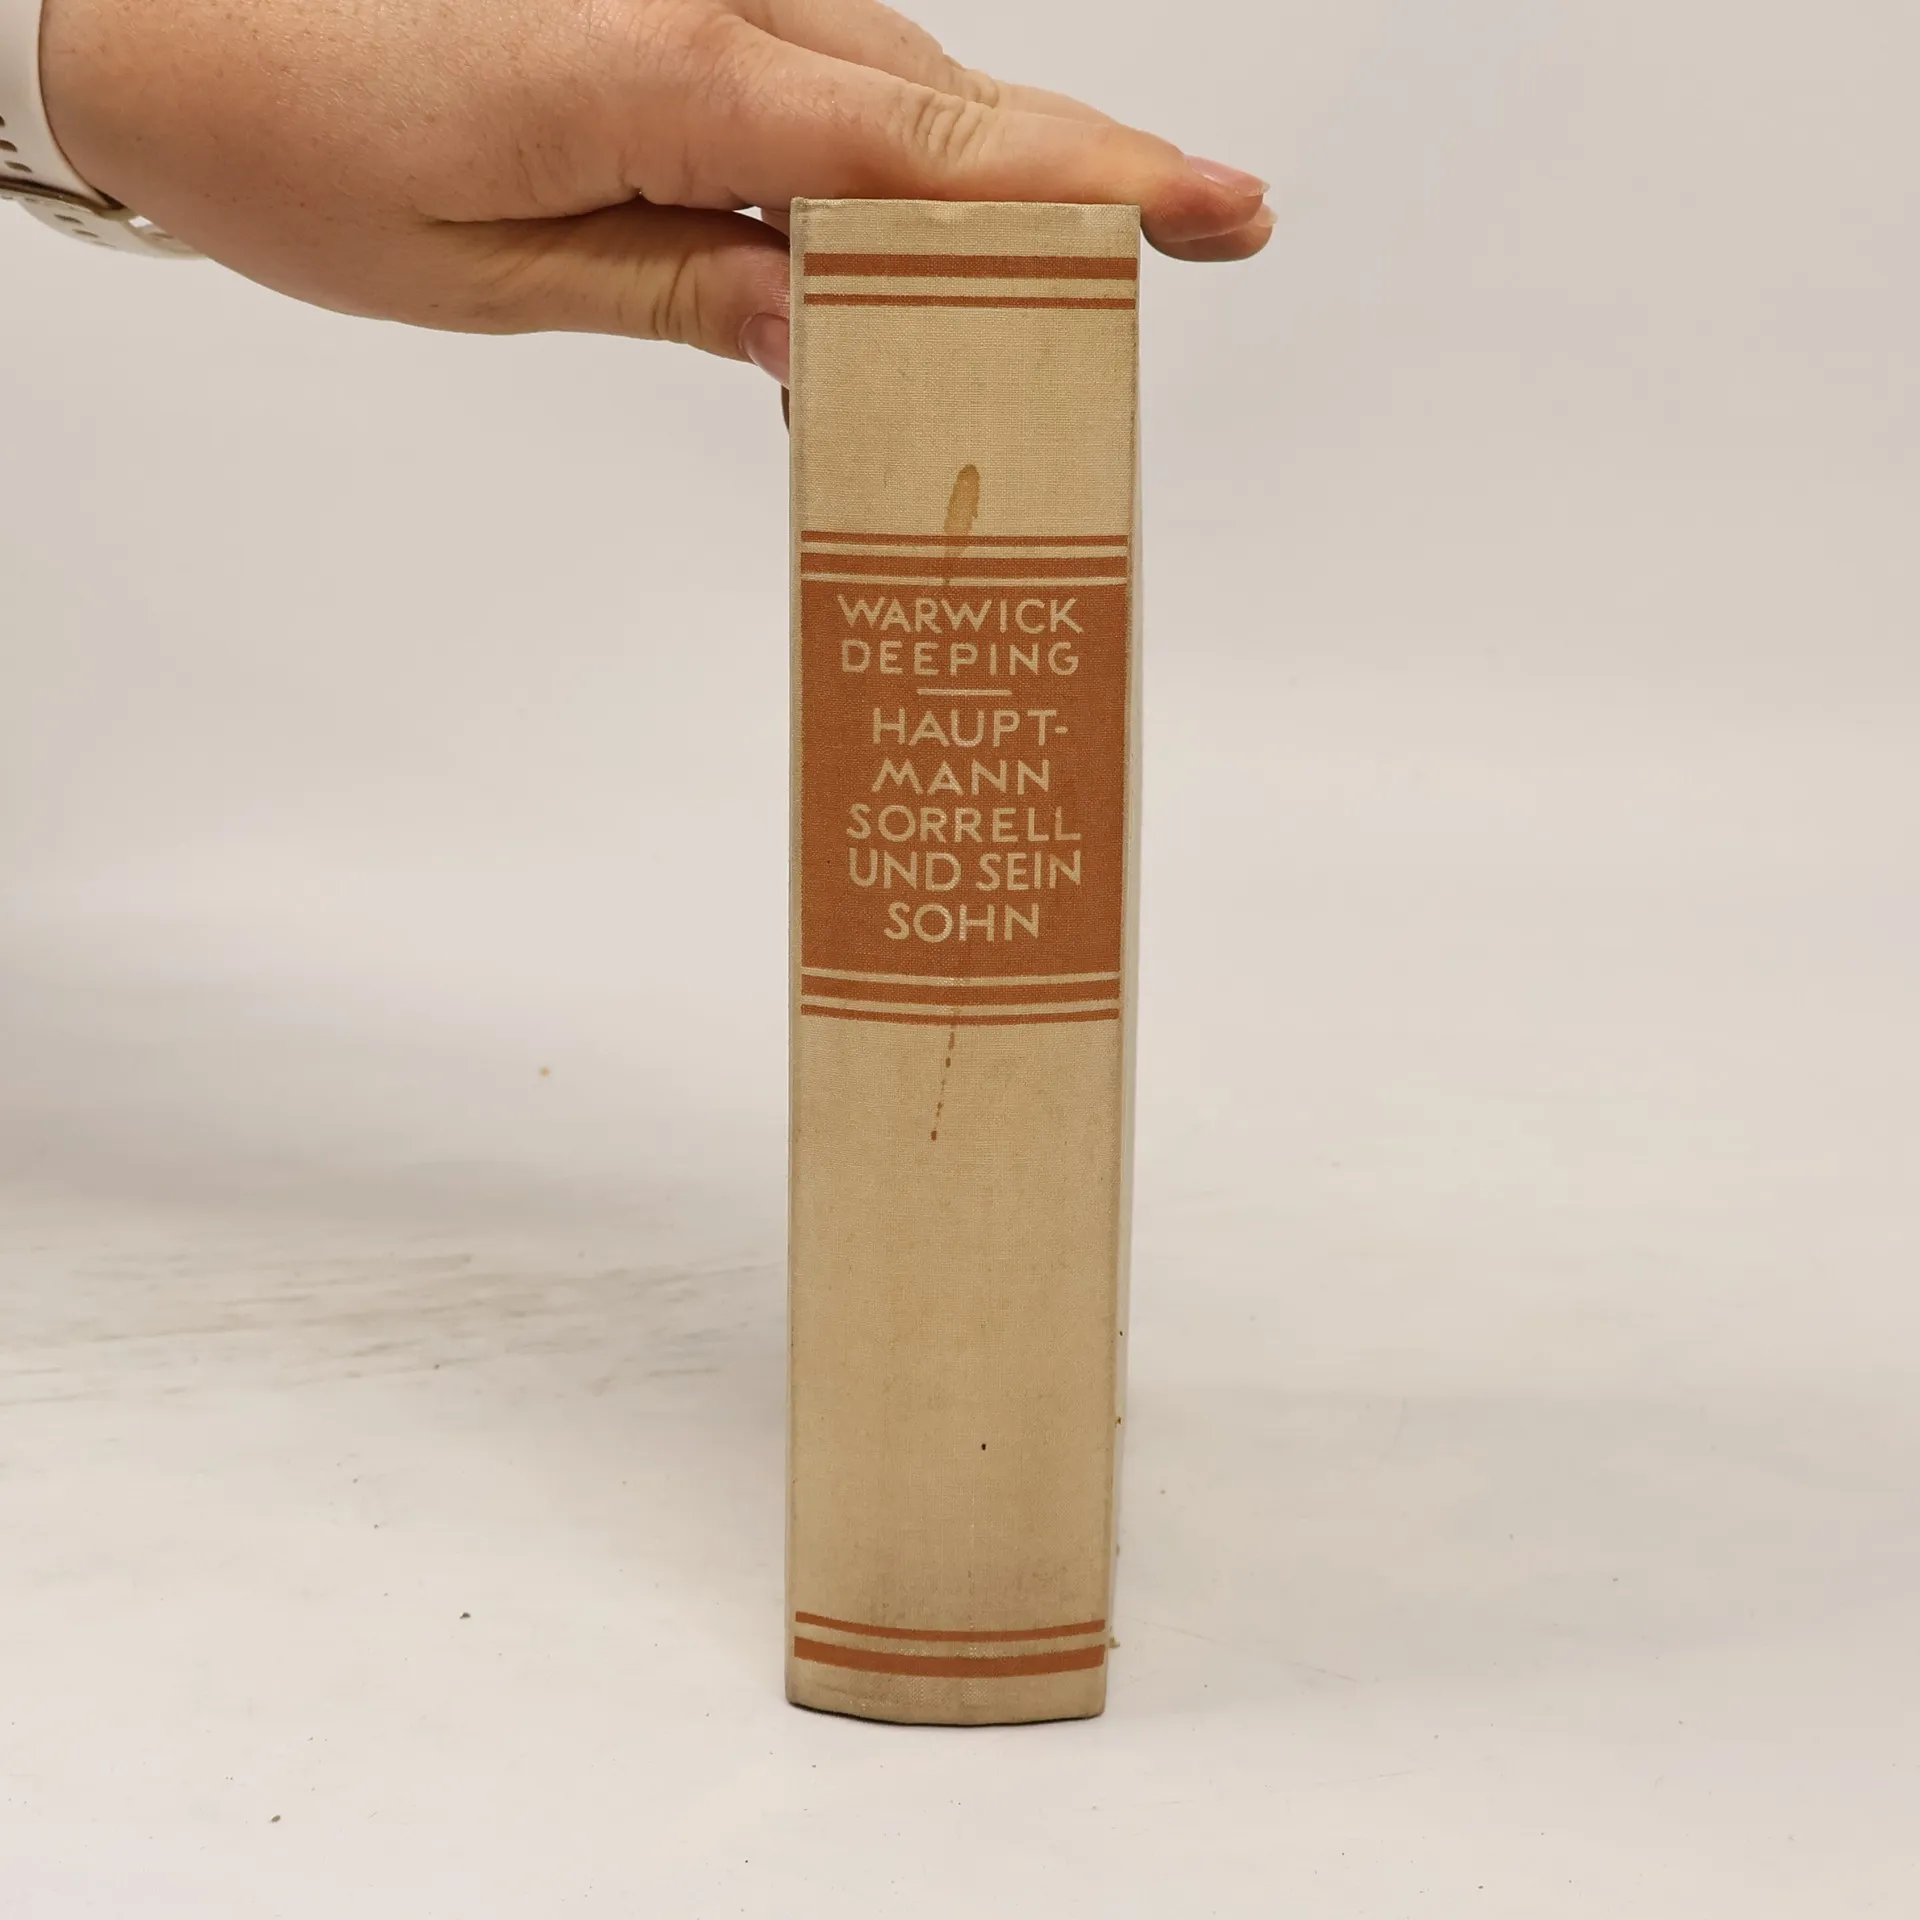 WARWICK
DEEPING
HAUPT-
MANN
SORRELL
UND SEIN
SOHN